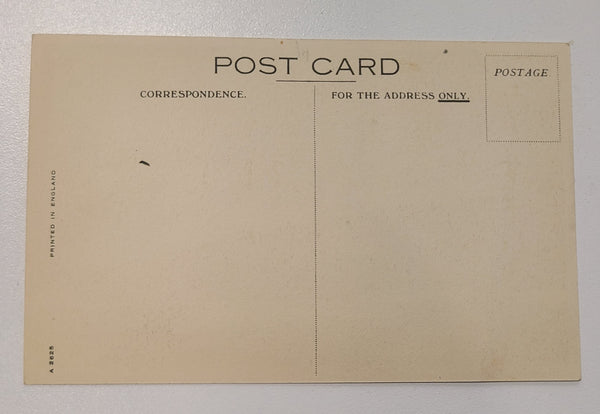 POST CARD
CORRESPONDENCE.
FOR THE ADDRESS ONLY.
POSTAGE
PRINTED IN ENGLAND
A 2625